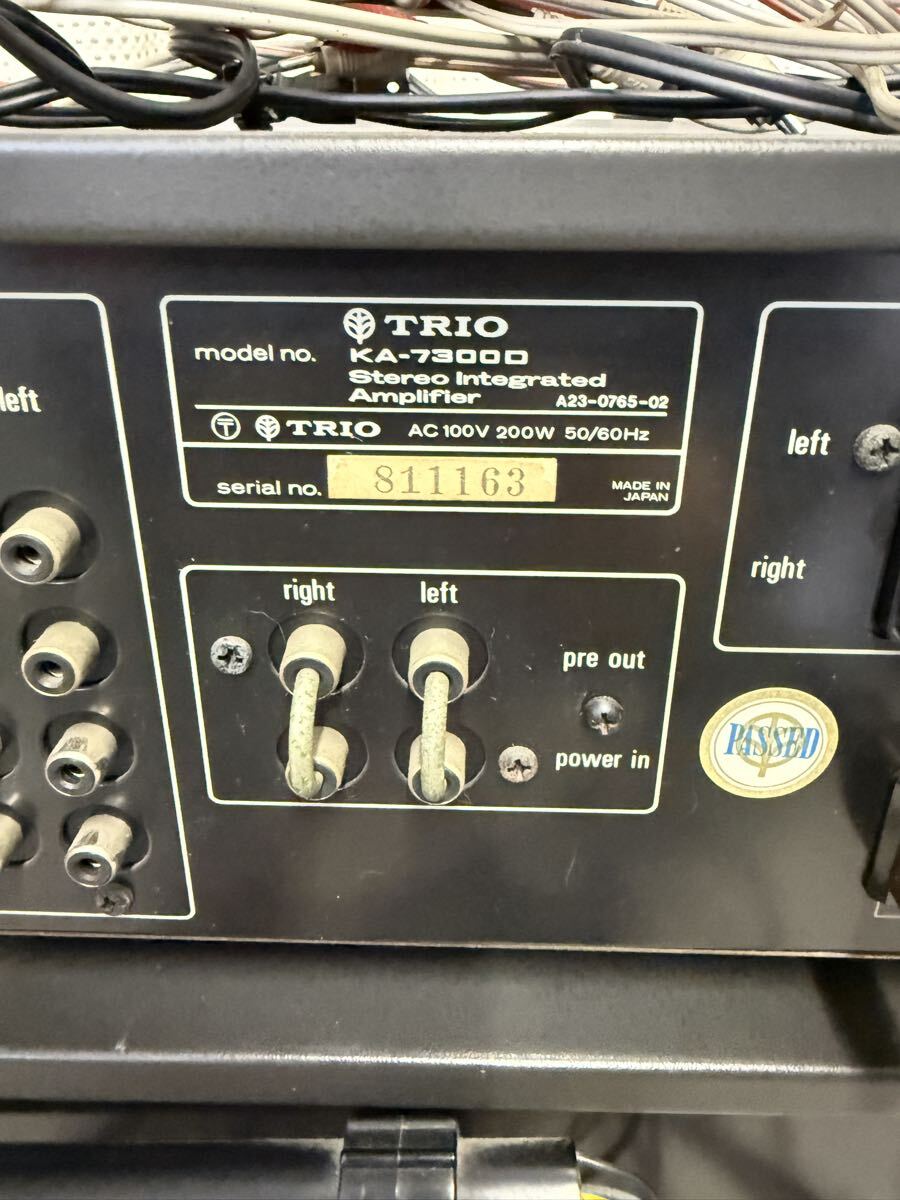 left
TRIO
model no. KA-7300D
Stereo Integrated
Amplifier A23-0765-02
TRIO AC 100V 200W 50/60Hz
serial no. 811163 MADE IN
JAPAN
right left
pre out
power in
left
right
PASSED